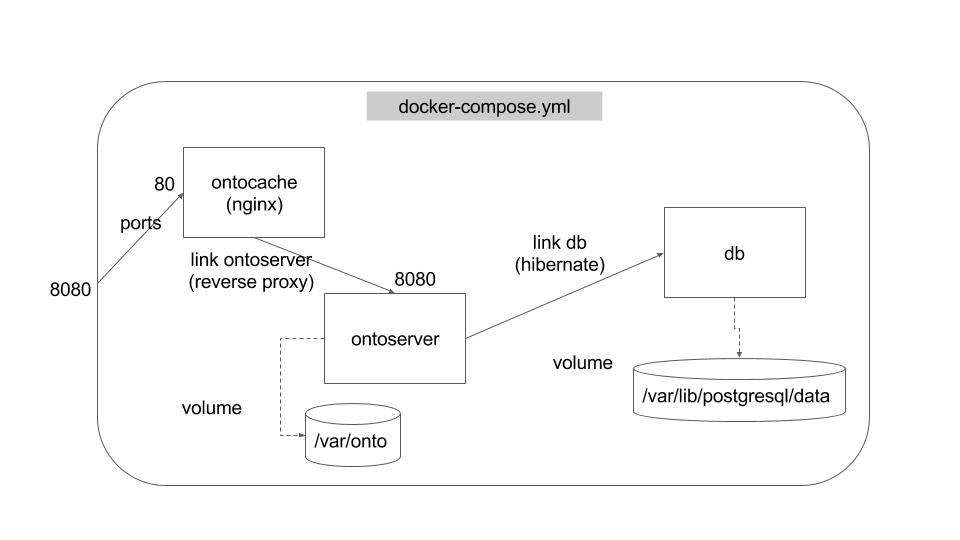 docker-compose.yml
80
ontocache
(nginx)
ports
8080
link ontoserver
(reverse proxy)
8080
ontoserver
link db
(hibernate)
db
volume
/var/onto
volume
/var/lib/postgresql/data